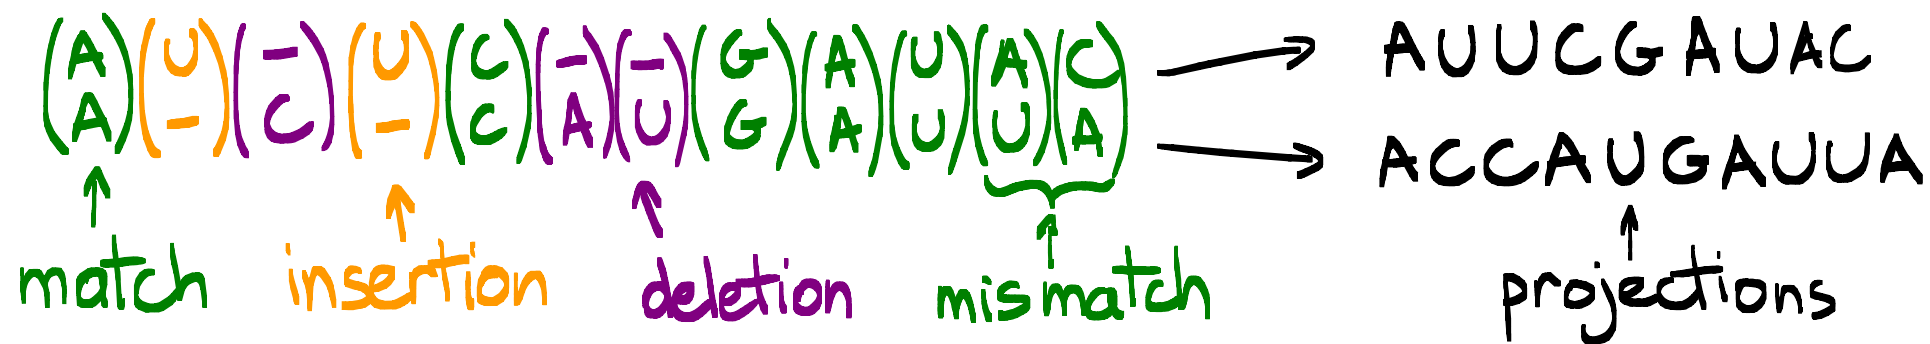 A U - U C - - G A U A C → AUUCGAUAC
A - C - C A U G A U U A → ACCAUGAUUA
match insertion deletion mismatch projections